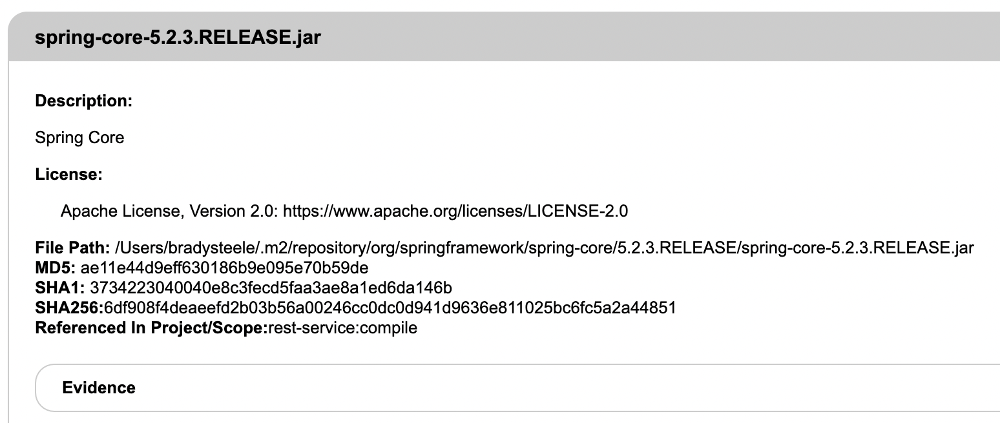 spring-core-5.2.3.RELEASE.jar
Description:
Spring Core
License:
Apache License, Version 2.0: https://www.apache.org/licenses/LICENSE-2.0
File Path: /Users/bradysteele/.m2/repository/org/springframework/spring-core/5.2.3.RELEASE/spring-core-5.2.3.RELEASE.jar
MD5: ae11e44d9eff630186b9e095e70b59de
SHA1: 3734223040040e8c3fecd5faa3ae8a1ed6da146b
SHA256:6df908f4deaeefd2b03b56a00246cc0dc0d941d9636e811025bc6fc5a2a44851
Referenced In Project/Scope:rest-service:compile
Evidence